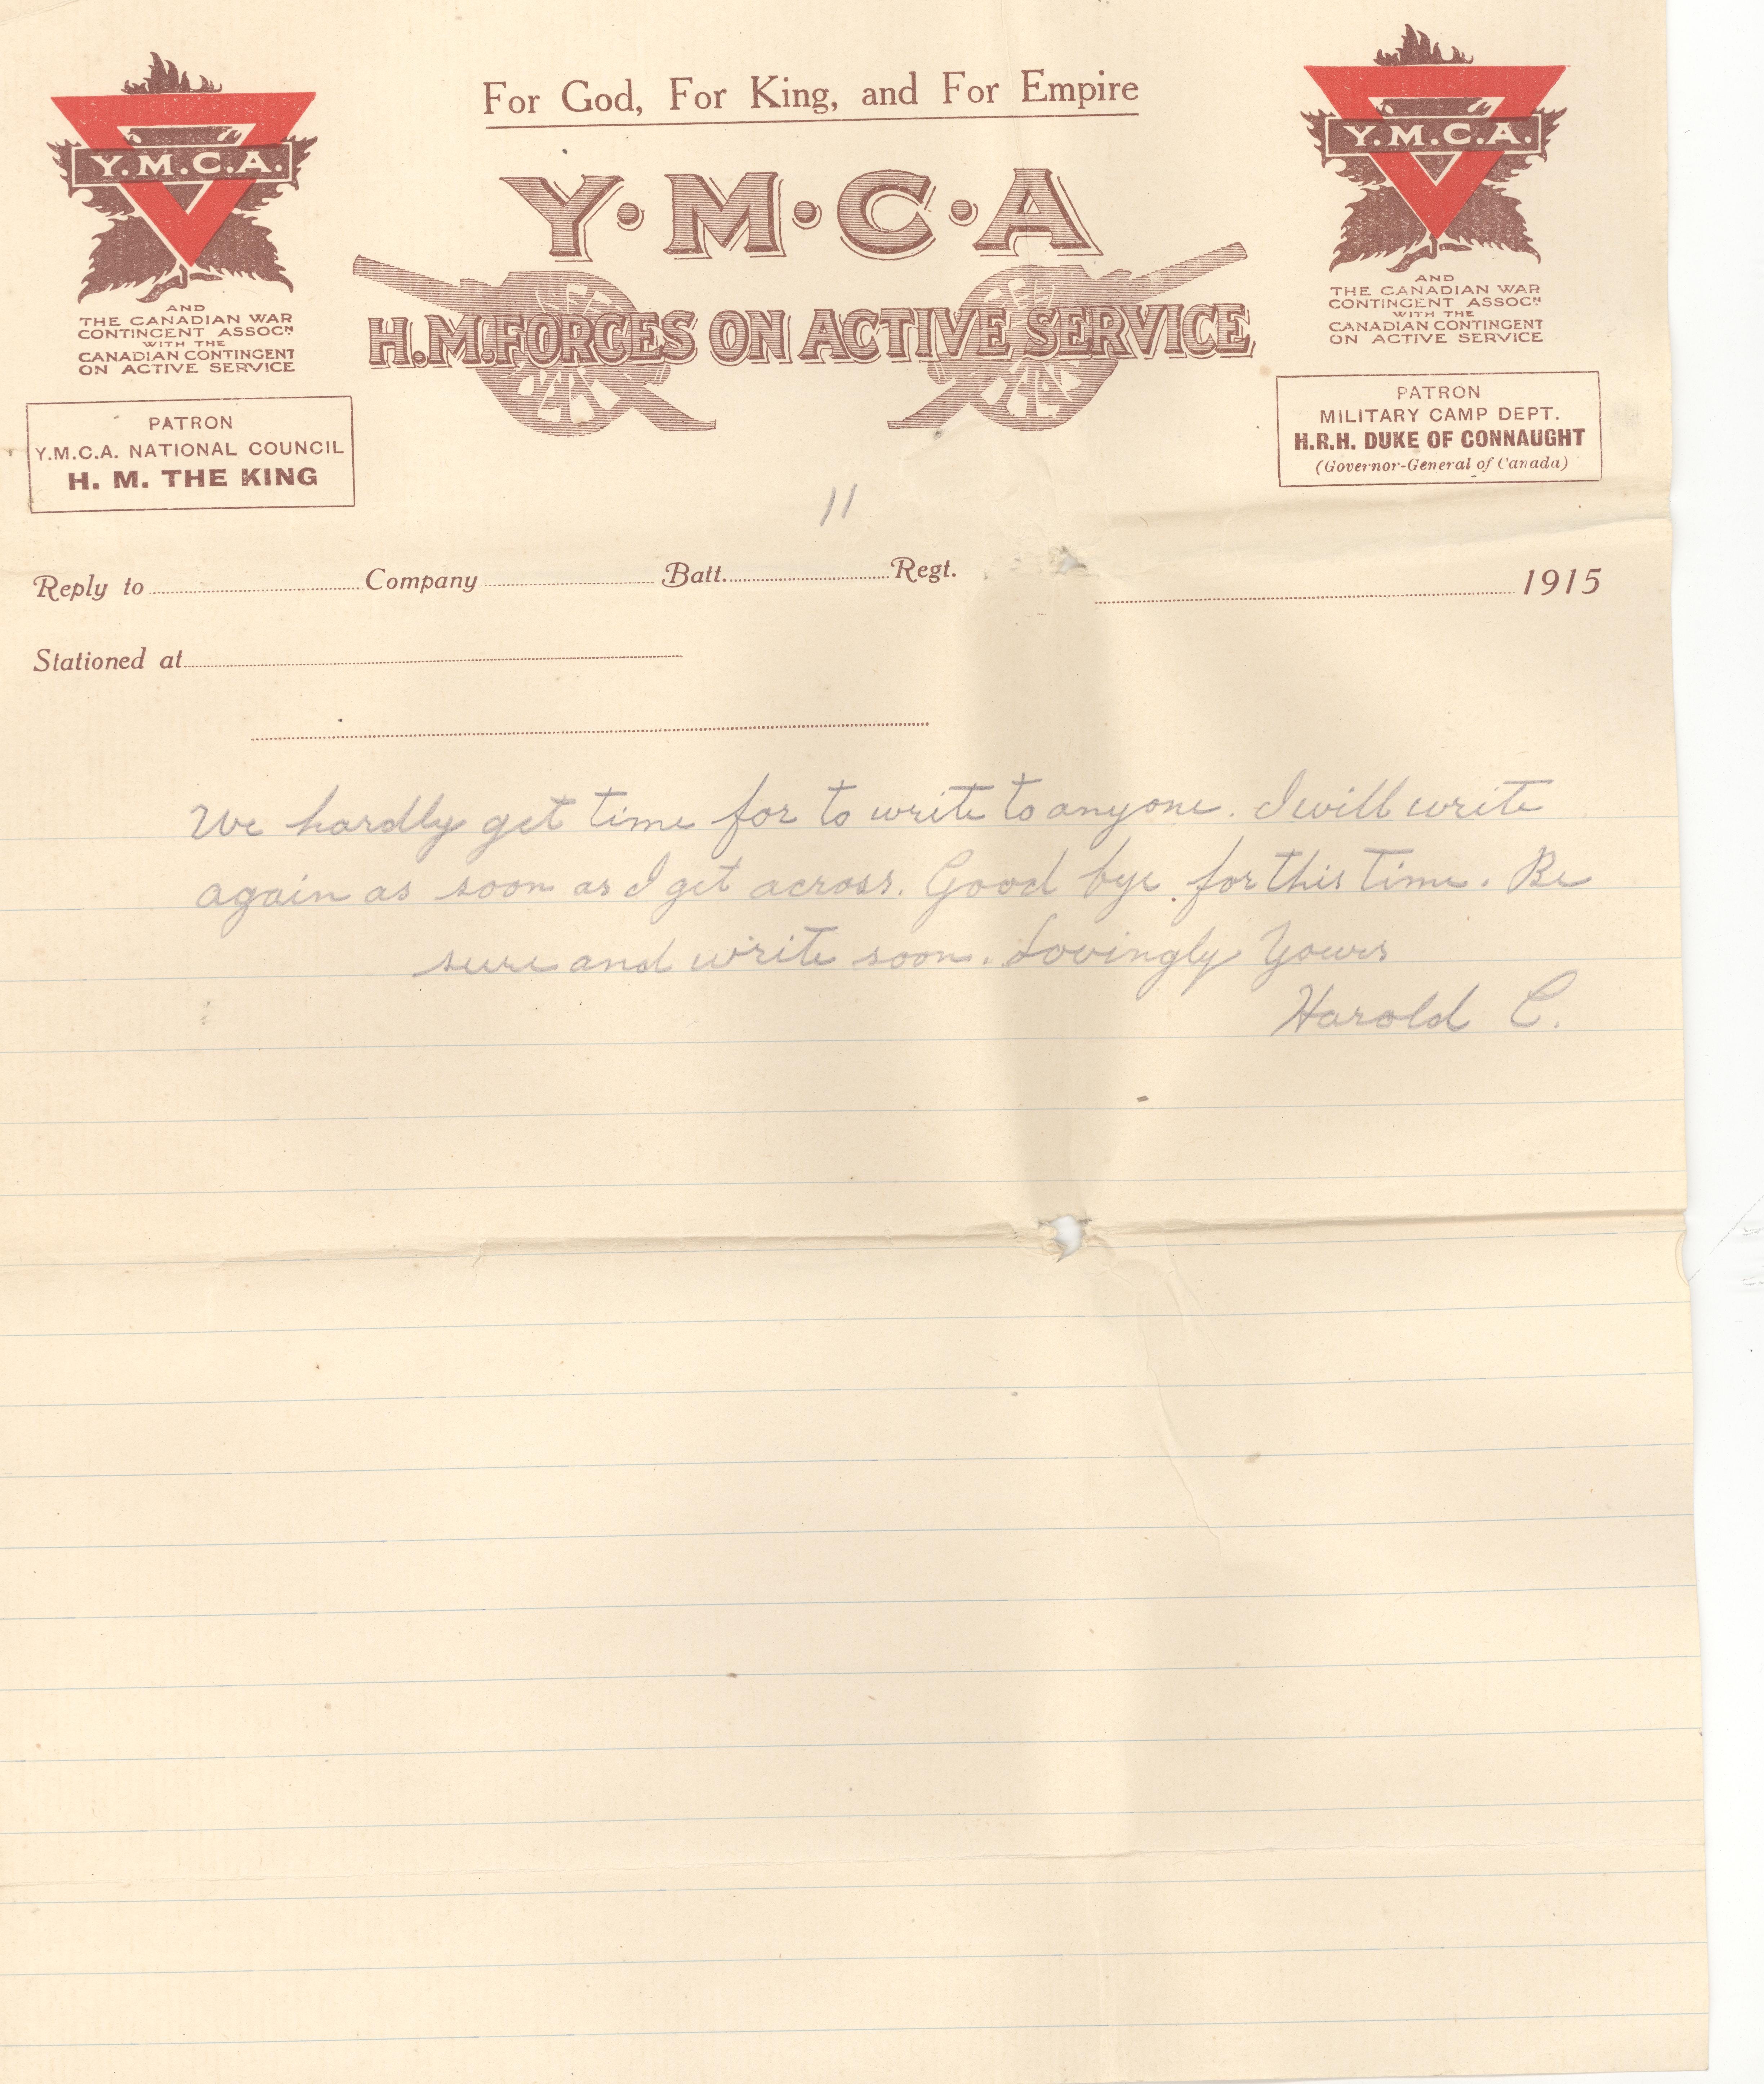 For God, For King, and For Empire
Y.M.C.A.
AND
THE CANADIAN WAR
CONTINGENT ASSOCN
WITH THE
CANADIAN CONTINGENT
ON ACTIVE SERVICE
PATRON
Y.M.C.A. NATIONAL COUNCIL
H. M. THE KING
Y·M·C·A
H.M.FORCES ON ACTIVE SERVICE
Y.M.C.A.
AND
THE CANADIAN WAR
CONTINGENT ASSOCN
WITH THE
CANADIAN CONTINGENT
ON ACTIVE SERVICE
PATRON
MILITARY CAMP DEPT.
H.R.H. DUKE OF CONNAUGHT
(Governor-General of Canada)
11
Reply to Company Batt. Regt. 1915
Stationed at
We hardly get time for to write to anyone. I will write
again as soon as I get across. Good bye for this time. Be
sure and write soon. Lovingly Yours
Harold C.